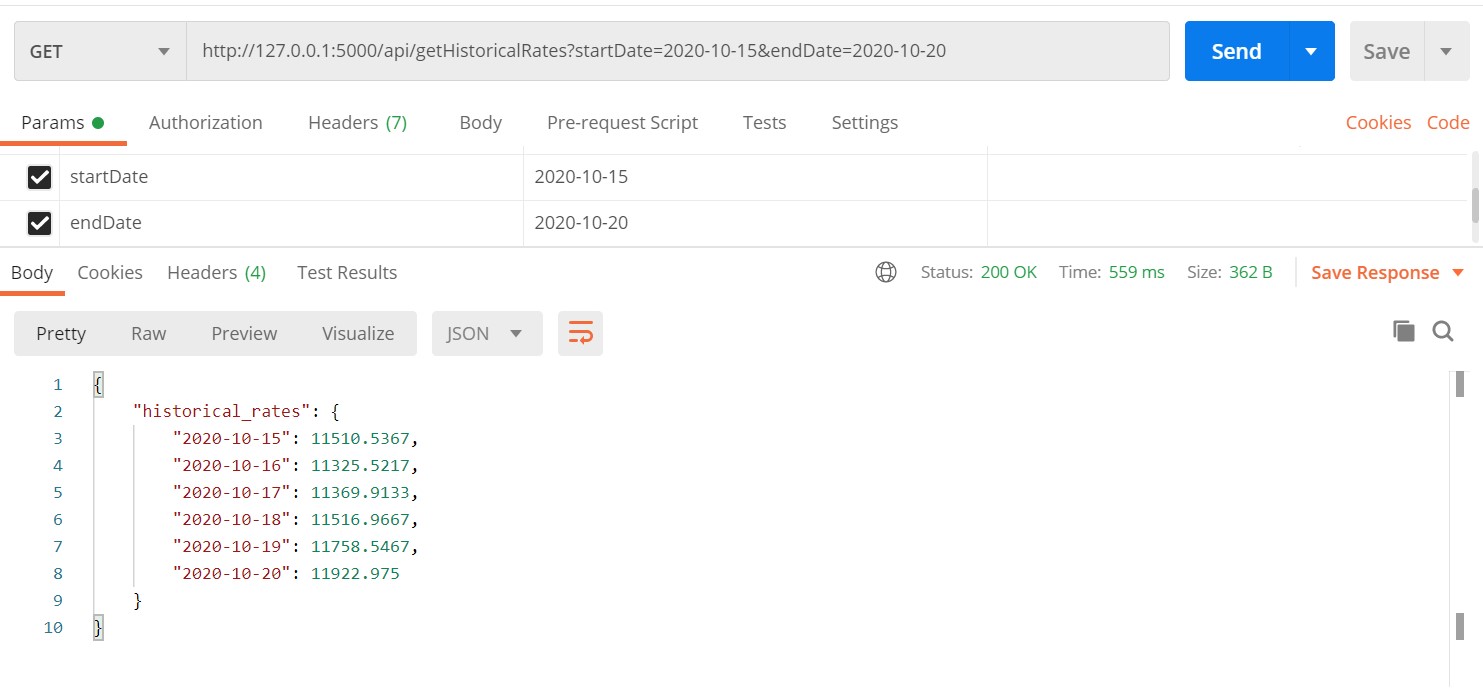 GET http://127.0.0.1:5000/api/getHistoricalRates?startDate=2020-10-15&endDate=2020-10-20 Send Save
Params Authorization Headers (7) Body Pre-request Script Tests Settings Cookies Code
startDate 2020-10-15
endDate 2020-10-20
Body Cookies Headers (4) Test Results Status: 200 OK Time: 559 ms Size: 362 B Save Response
Pretty Raw Preview Visualize JSON
1 {
2 "historical_rates": {
3 "2020-10-15": 11510.5367,
4 "2020-10-16": 11325.5217,
5 "2020-10-17": 11369.9133,
6 "2020-10-18": 11516.9667,
7 "2020-10-19": 11758.5467,
8 "2020-10-20": 11922.975
9 }
10 }